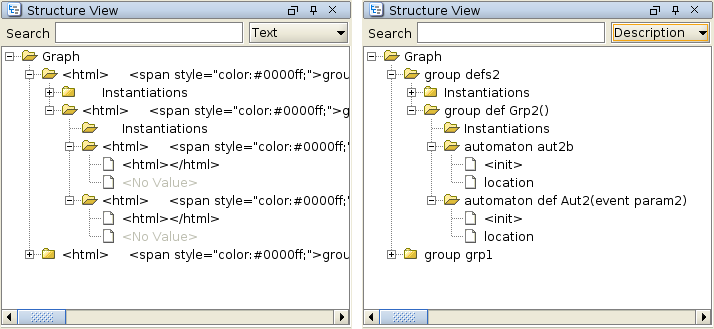 Structure View
Search Text
Graph
<html> <span style="color:#0000ff;">grou
Instantiations
<html> <span style="color:#0000ff;">g
Instantiations
<html> <span style="color:#0000ff;"
<html></html>
<No Value>
<html> <span style="color:#0000ff;"
<html></html>
<No Value>
<html> <span style="color:#0000ff;">grou
Structure View
Search Description
Graph
group defs2
Instantiations
group def Grp2()
Instantiations
automaton aut2b
<init>
location
automaton def Aut2(event param2)
<init>
location
group grp1